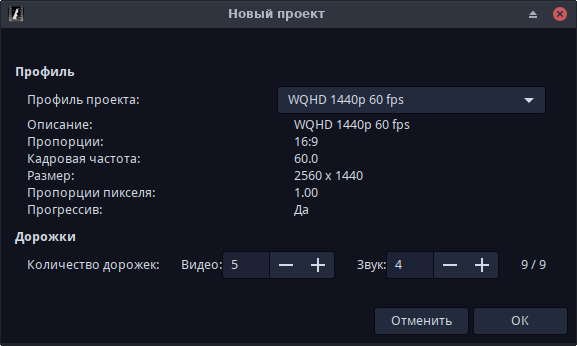 Новый проект
Профиль
Профиль проекта: WQHD 1440p 60 fps
Описание: WQHD 1440p 60 fps
Пропорции: 16:9
Кадровая частота: 60.0
Размер: 2560 x 1440
Пропорции пикселя: 1.00
Прогрессив: Да
Дорожки
Количество дорожек: Видео: 5 Звук: 4 9 / 9
Отменить ОК